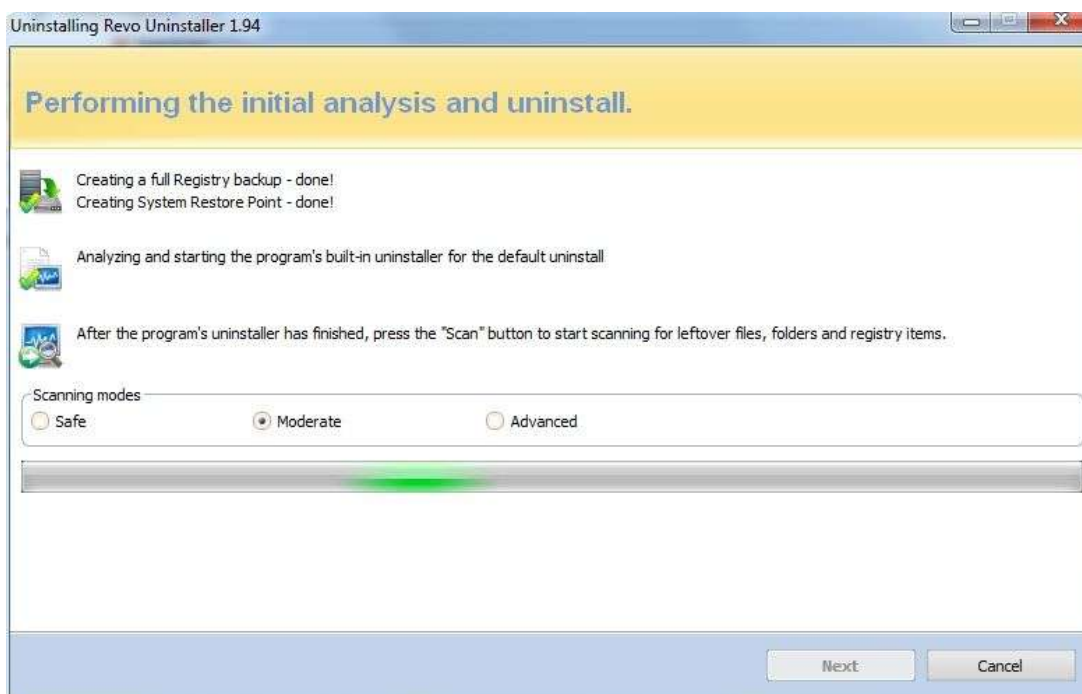 Uninstalling Revo Uninstaller 1.94
Performing the initial analysis and uninstall.
Creating a full Registry backup - done!
Creating System Restore Point - done!
Analyzing and starting the program's built-in uninstaller for the default uninstall
After the program's uninstaller has finished, press the "Scan" button to start scanning for leftover files, folders and registry items.
Scanning modes
Safe
Moderate
Advanced
Next
Cancel